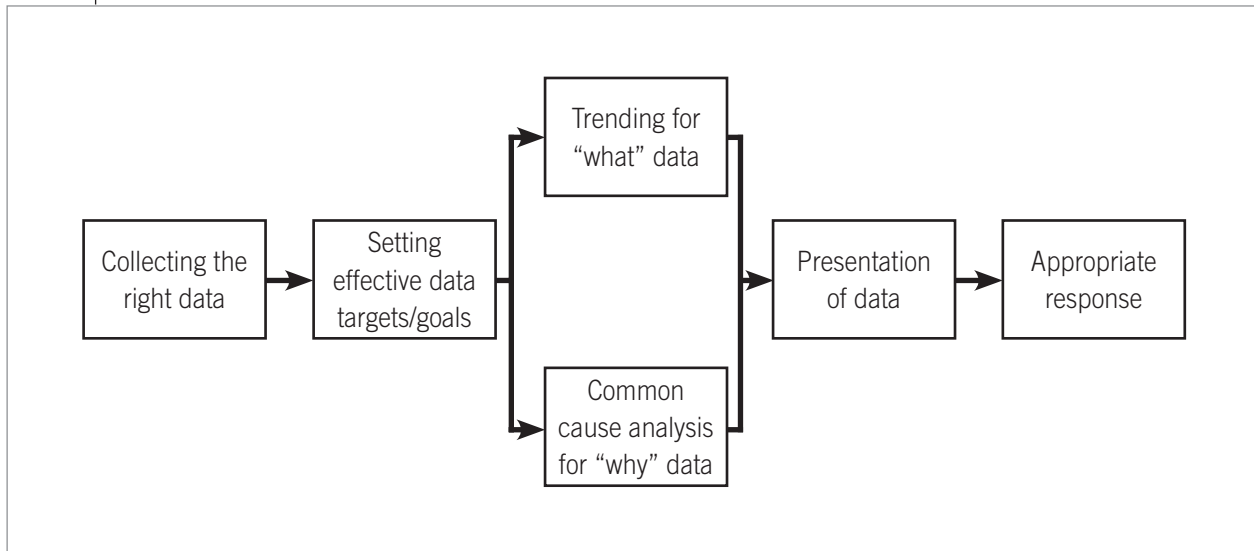 Collecting the
right data
Setting
effective data
targets/goals
Trending for
“what” data
Common
cause analysis
for “why” data
Presentation
of data
Appropriate
response